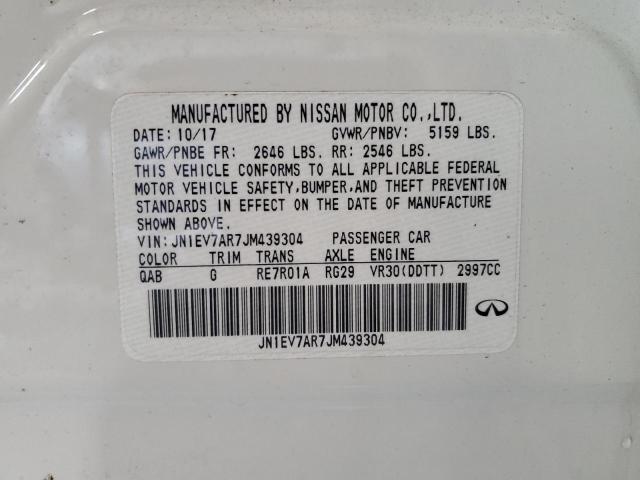 MANUFACTURED BY NISSAN MOTOR CO.,LTD.
DATE: 10/17 GVWR/PNBV: 5159 LBS.
GAWR/PNBE FR: 2646 LBS. RR: 2546 LBS.
THIS VEHICLE CONFORMS TO ALL APPLICABLE FEDERAL
MOTOR VEHICLE SAFETY,BUMPER,AND THEFT PREVENTION
STANDARDS IN EFFECT ON THE DATE OF MANUFACTURE
SHOWN ABOVE.
VIN:JN1EV7AR7JM439304 PASSENGER CAR
COLOR TRIM TRANS AXLE ENGINE
QAB G RE7R01A RG29 VR30(DDTT) 2997CC
JN1EV7AR7JM439304